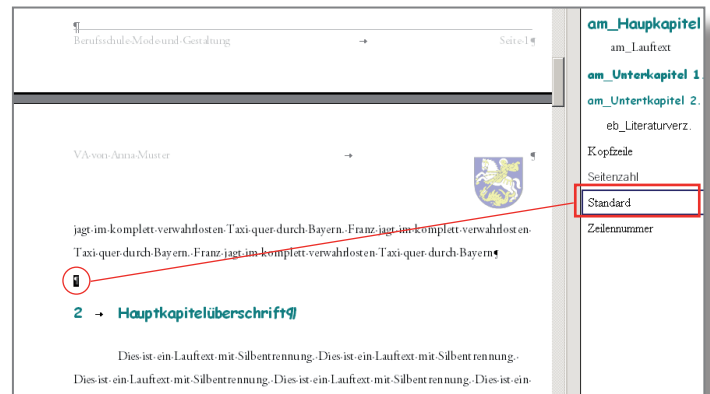 ¶
Berufsschule·Mode·und·Gestaltung → Seite·1¶
VA·von·Anna·Muster → ¶
jagt·im·komplett·verwahrlosten·Taxi·quer·durch·Bayern.·Franz·jagt·im·komplett·verwahrlosten·
Taxi·quer·durch·Bayern.·Franz·jagt·im·komplett·verwahrlosten·Taxi·quer·durch·Bayern¶
¶
2 → Hauptkapitelüberschrift¶
Dies·ist·ein·Lauftext·mit·Silbentrennung.·Dies·ist·ein·Lauftext·mit·Silbentrennung.·
Dies·ist·ein·Lauftext·mit·Silbentrennung.·Dies·ist·ein·Lauftext·mit·Silbentrennung.·Dies·ist·ein·
am_Haupkapitel
am_Lauftext
am_Unterkapitel 1.
am_Untertkapitel 2.
eb_Literaturverz.
Kopfzeile
Seitenzahl
Standard
Zeilennummer